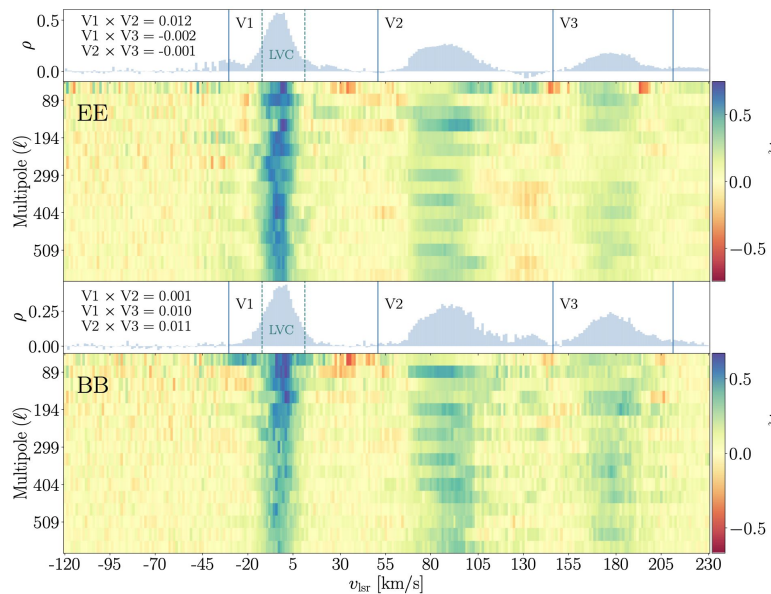 0.5
ρ
0.0
V1 × V2 = 0.012
V1 × V3 = -0.002
V2 × V3 = -0.001
V1
LVC
V2
V3
EE
Multipole (ℓ)
89
194
299
404
509
0.5
0.0
−0.5
0.25
ρ
0.00
V1 × V2 = 0.001
V1 × V3 = 0.010
V2 × V3 = 0.011
V1
LVC
V2
V3
BB
Multipole (ℓ)
89
194
299
404
509
0.5
0.0
−0.5
-120 -95 -70 -45 -20 5 30 55 80 105 130 155 180 205 230
v_lsr [km/s]